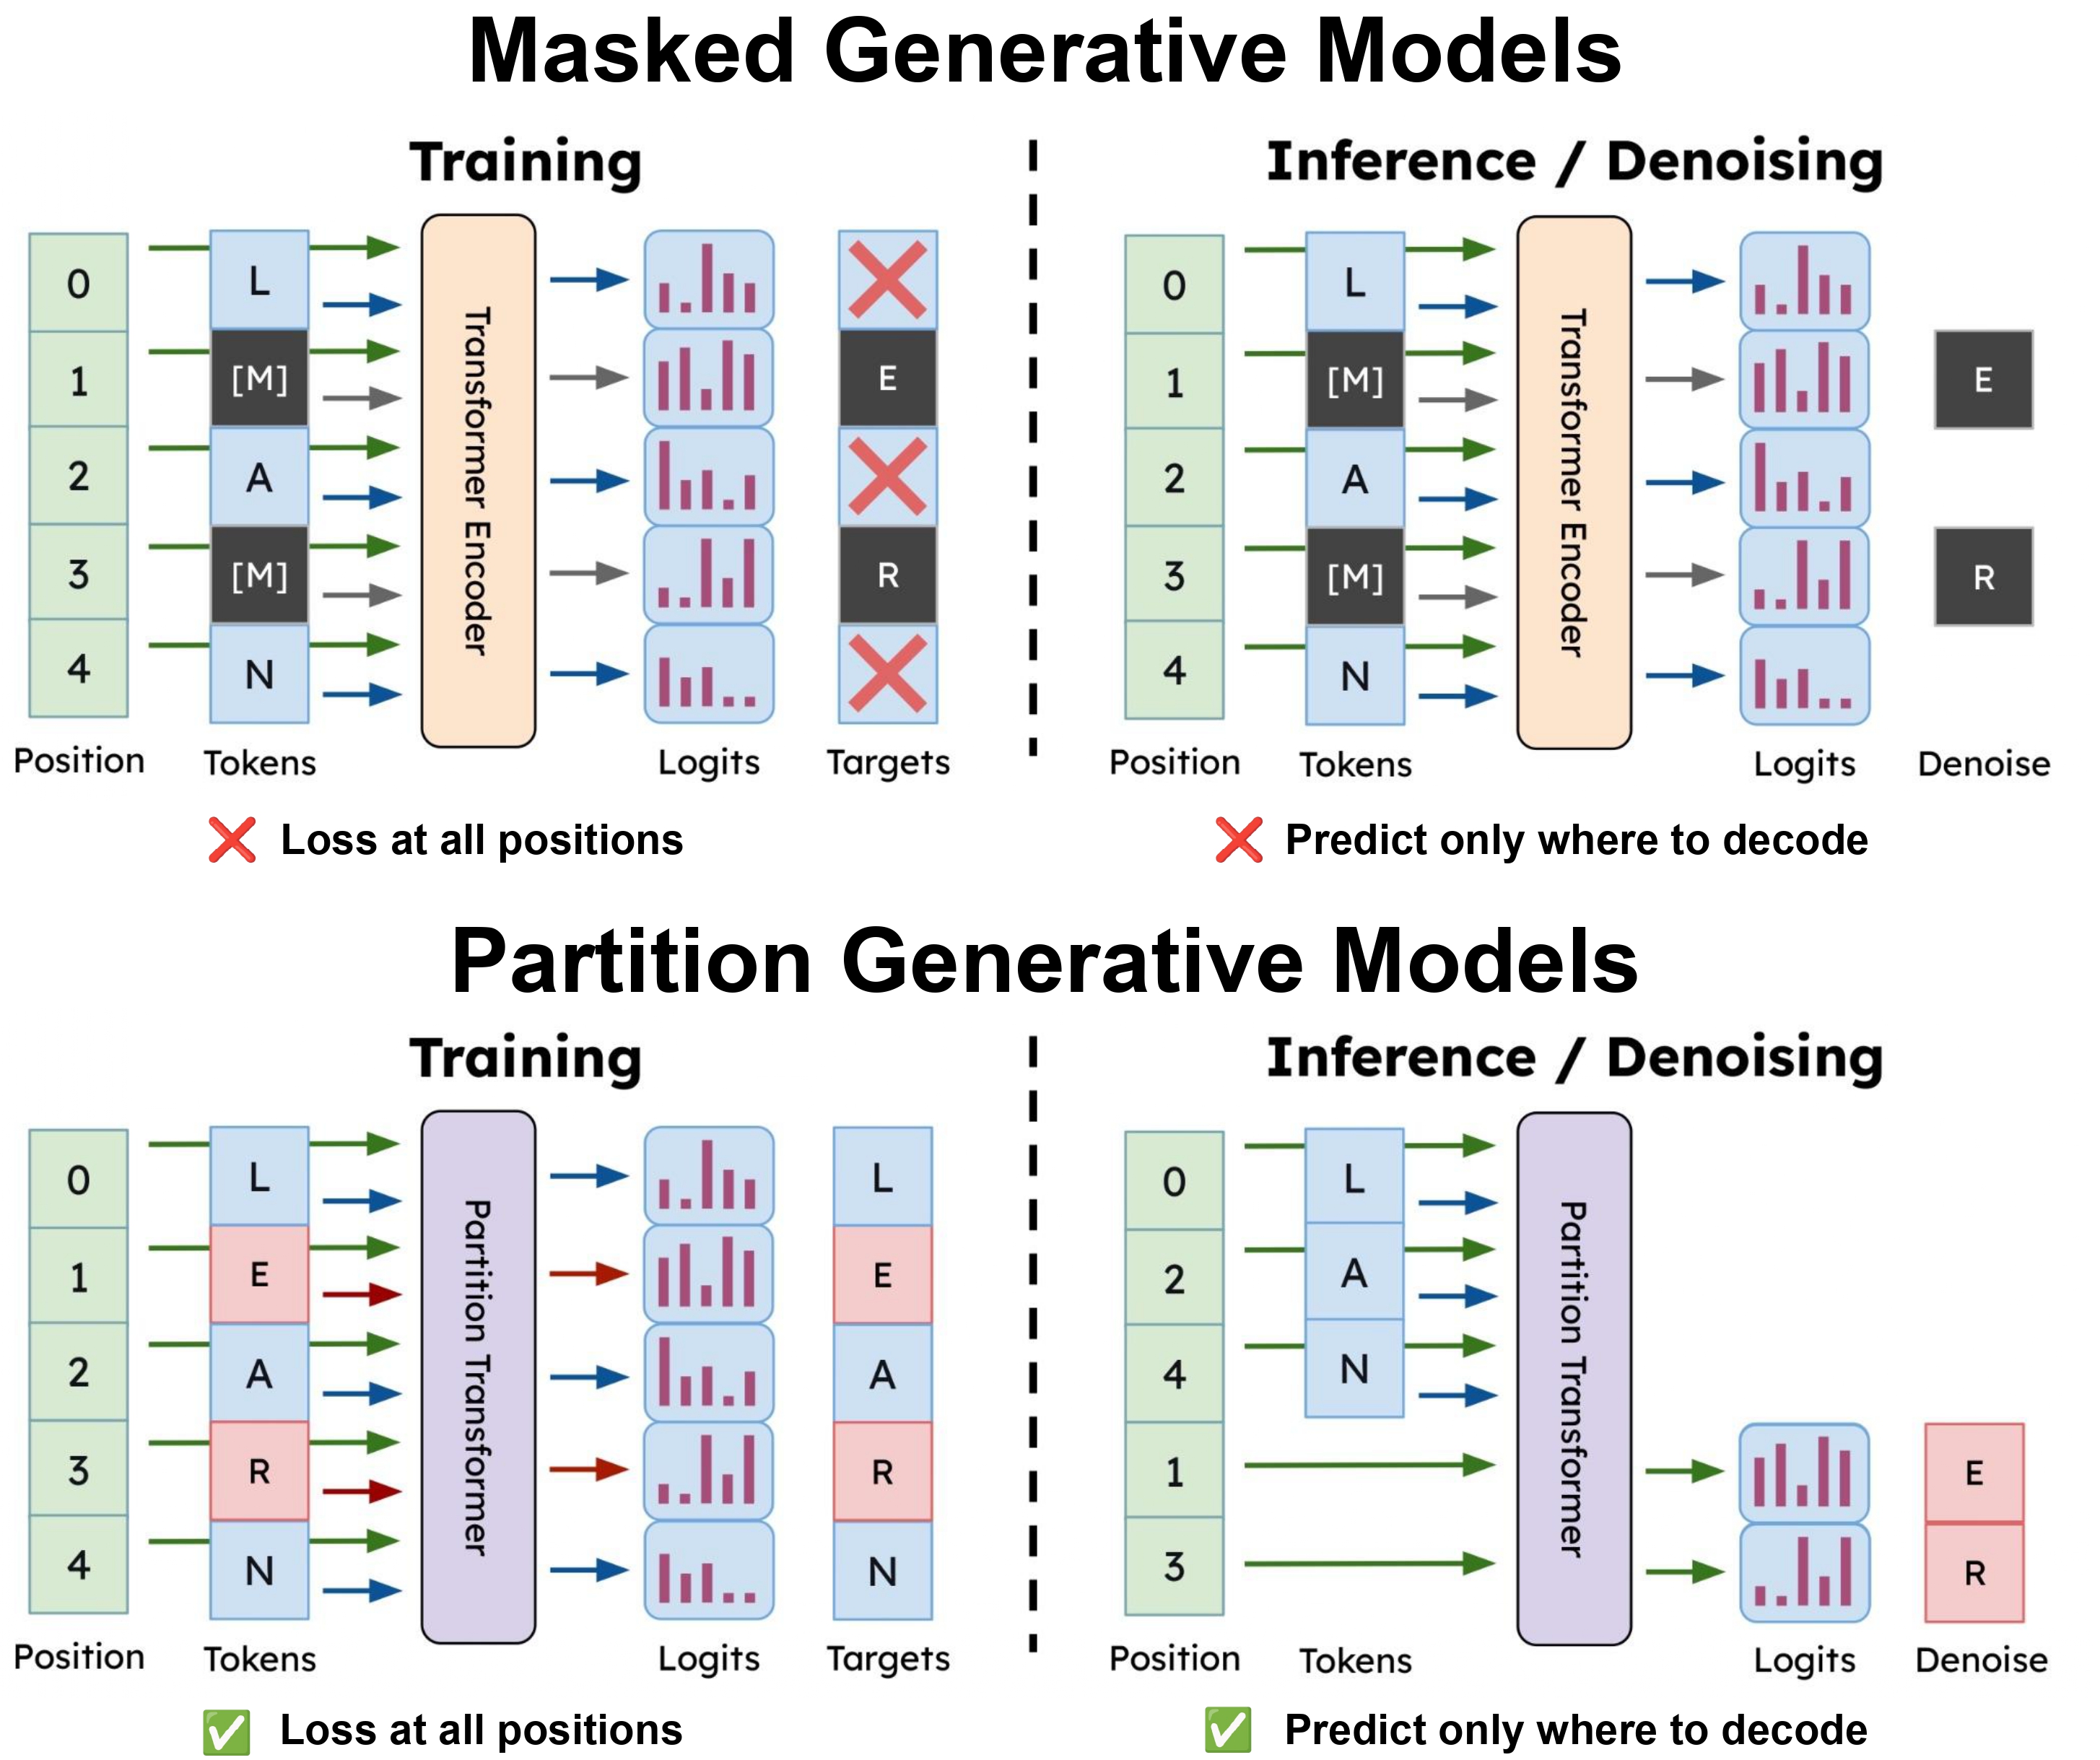 Masked Generative Models
Training
Inference / Denoising
0
1
2
3
4
L
[M]
A
[M]
N
Transformer Encoder
E
R
Position
Tokens
Logits
Targets
0
1
2
3
4
L
[M]
A
[M]
N
Transformer Encoder
E
R
Position
Tokens
Logits
Denoise
❌ Loss at all positions
❌ Predict only where to decode
Partition Generative Models
Training
Inference / Denoising
0
1
2
3
4
L
E
A
R
N
Partition Transformer
L
E
A
R
N
Position
Tokens
Logits
Targets
0
2
4
1
3
L
A
N
Partition Transformer
E
R
Position
Tokens
Logits
Denoise
✅ Loss at all positions
✅ Predict only where to decode